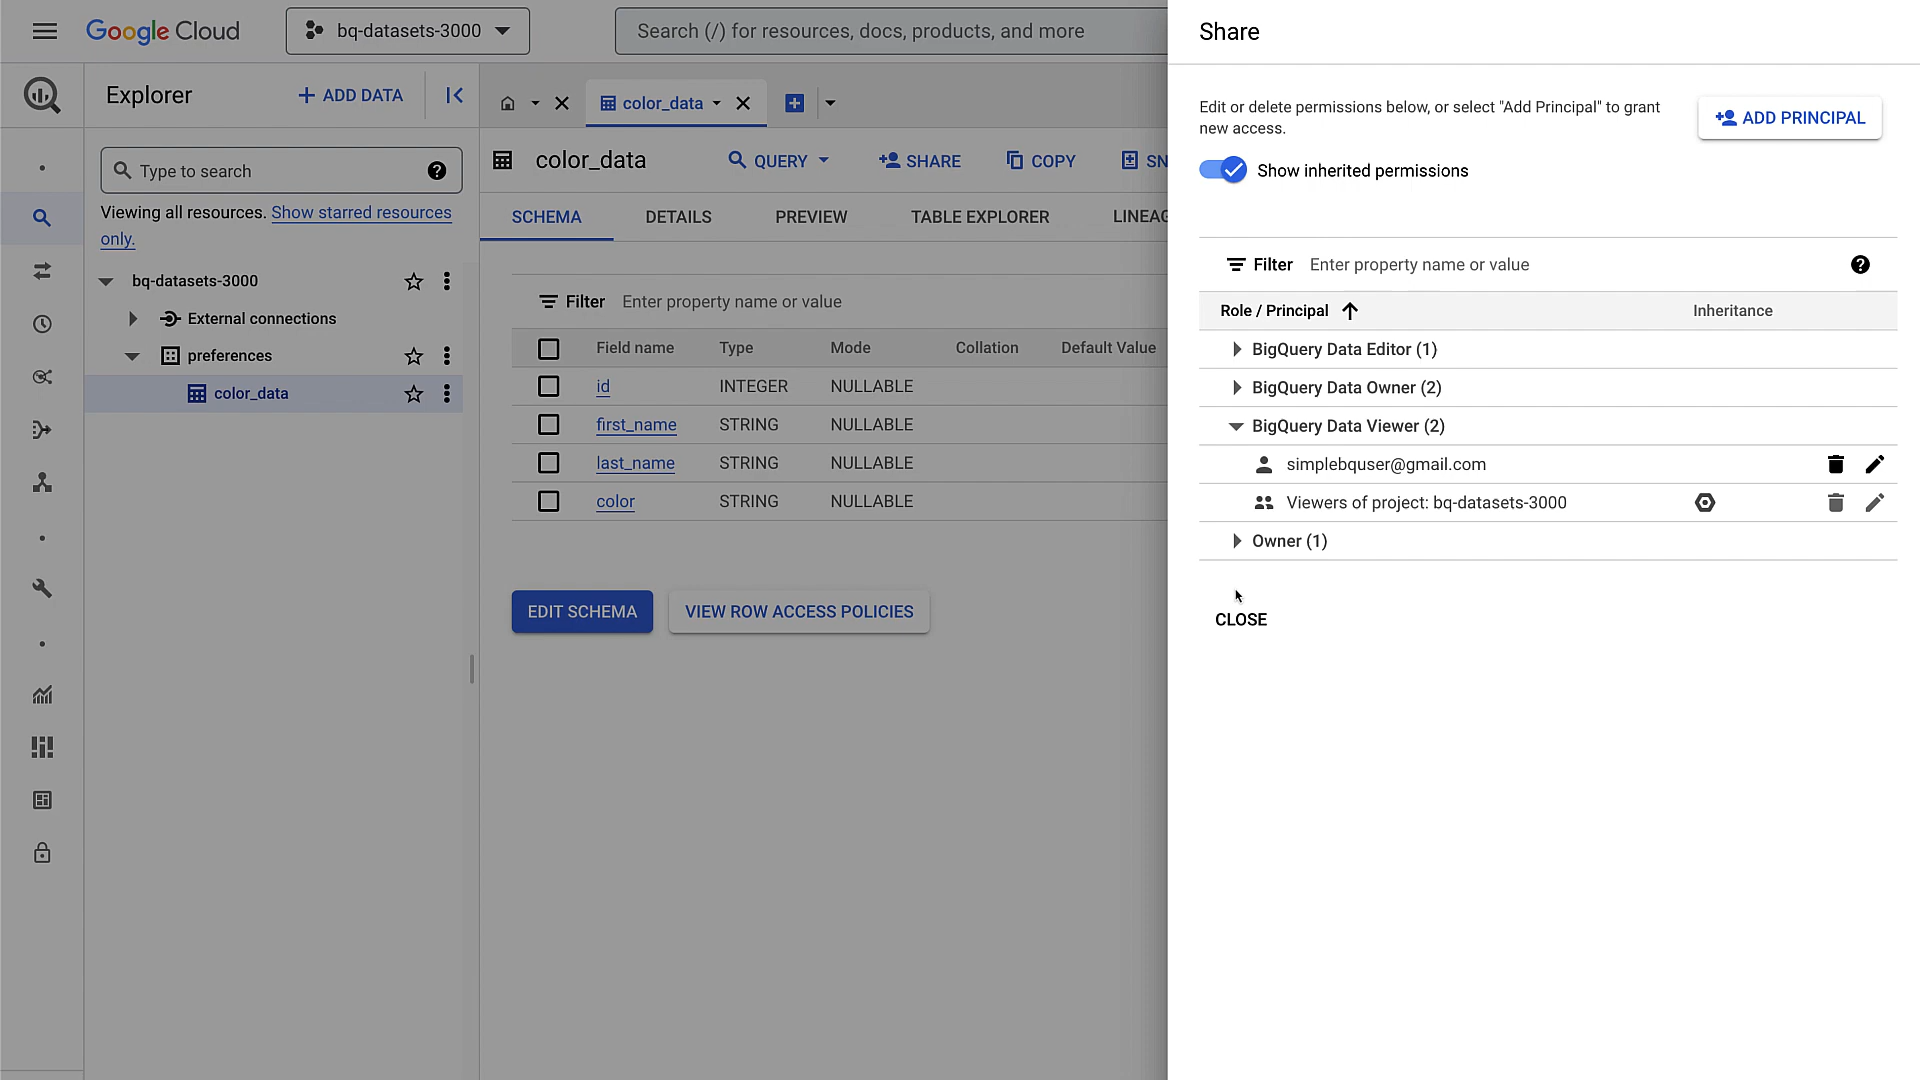 Google Cloud
bq-datasets-3000
Search (/) for resources, docs, products, and more
Explorer
+ ADD DATA
Type to search
Viewing all resources. Show starred resources
only.
bq-datasets-3000
External connections
preferences
color_data
color_data
color_data
QUERY
SHARE
COPY
SN
SCHEMA
DETAILS
PREVIEW
TABLE EXPLORER
LINEAG
Filter Enter property name or value
Field name Type Mode Collation Default Value
id INTEGER NULLABLE
first_name STRING NULLABLE
last_name STRING NULLABLE
color STRING NULLABLE
EDIT SCHEMA
VIEW ROW ACCESS POLICIES
Share
Edit or delete permissions below, or select "Add Principal" to grant
new access.
ADD PRINCIPAL
Show inherited permissions
Filter Enter property name or value
Role / Principal Inheritance
BigQuery Data Editor (1)
BigQuery Data Owner (2)
BigQuery Data Viewer (2)
simplebquser@gmail.com
Viewers of project: bq-datasets-3000
Owner (1)
CLOSE